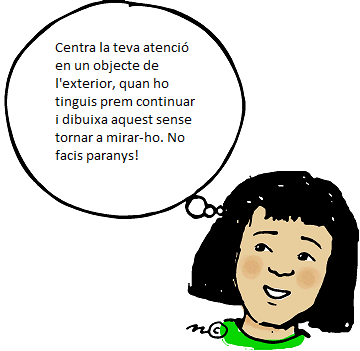 Centra la teva atenció
en un objecte de
l'exterior, quan ho
tinguis prem continuar
i dibuixa aquest sense
tornar a mirar-ho. No
facis paranys!